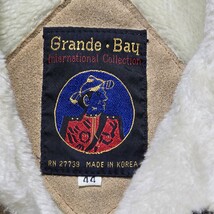 Grande · Bay
International Collection
RN 27739 MADE IN KOREA
44